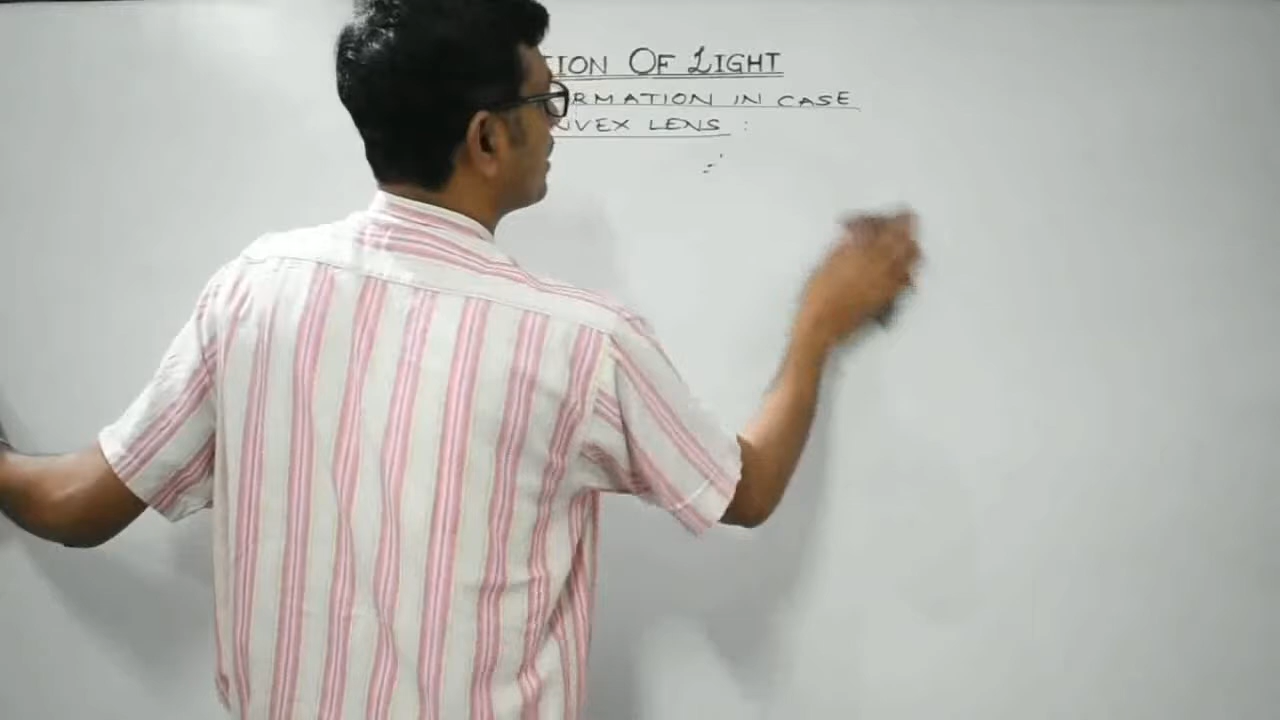 TION OF LIGHT
RMATION IN CASE
NVEX LENS :